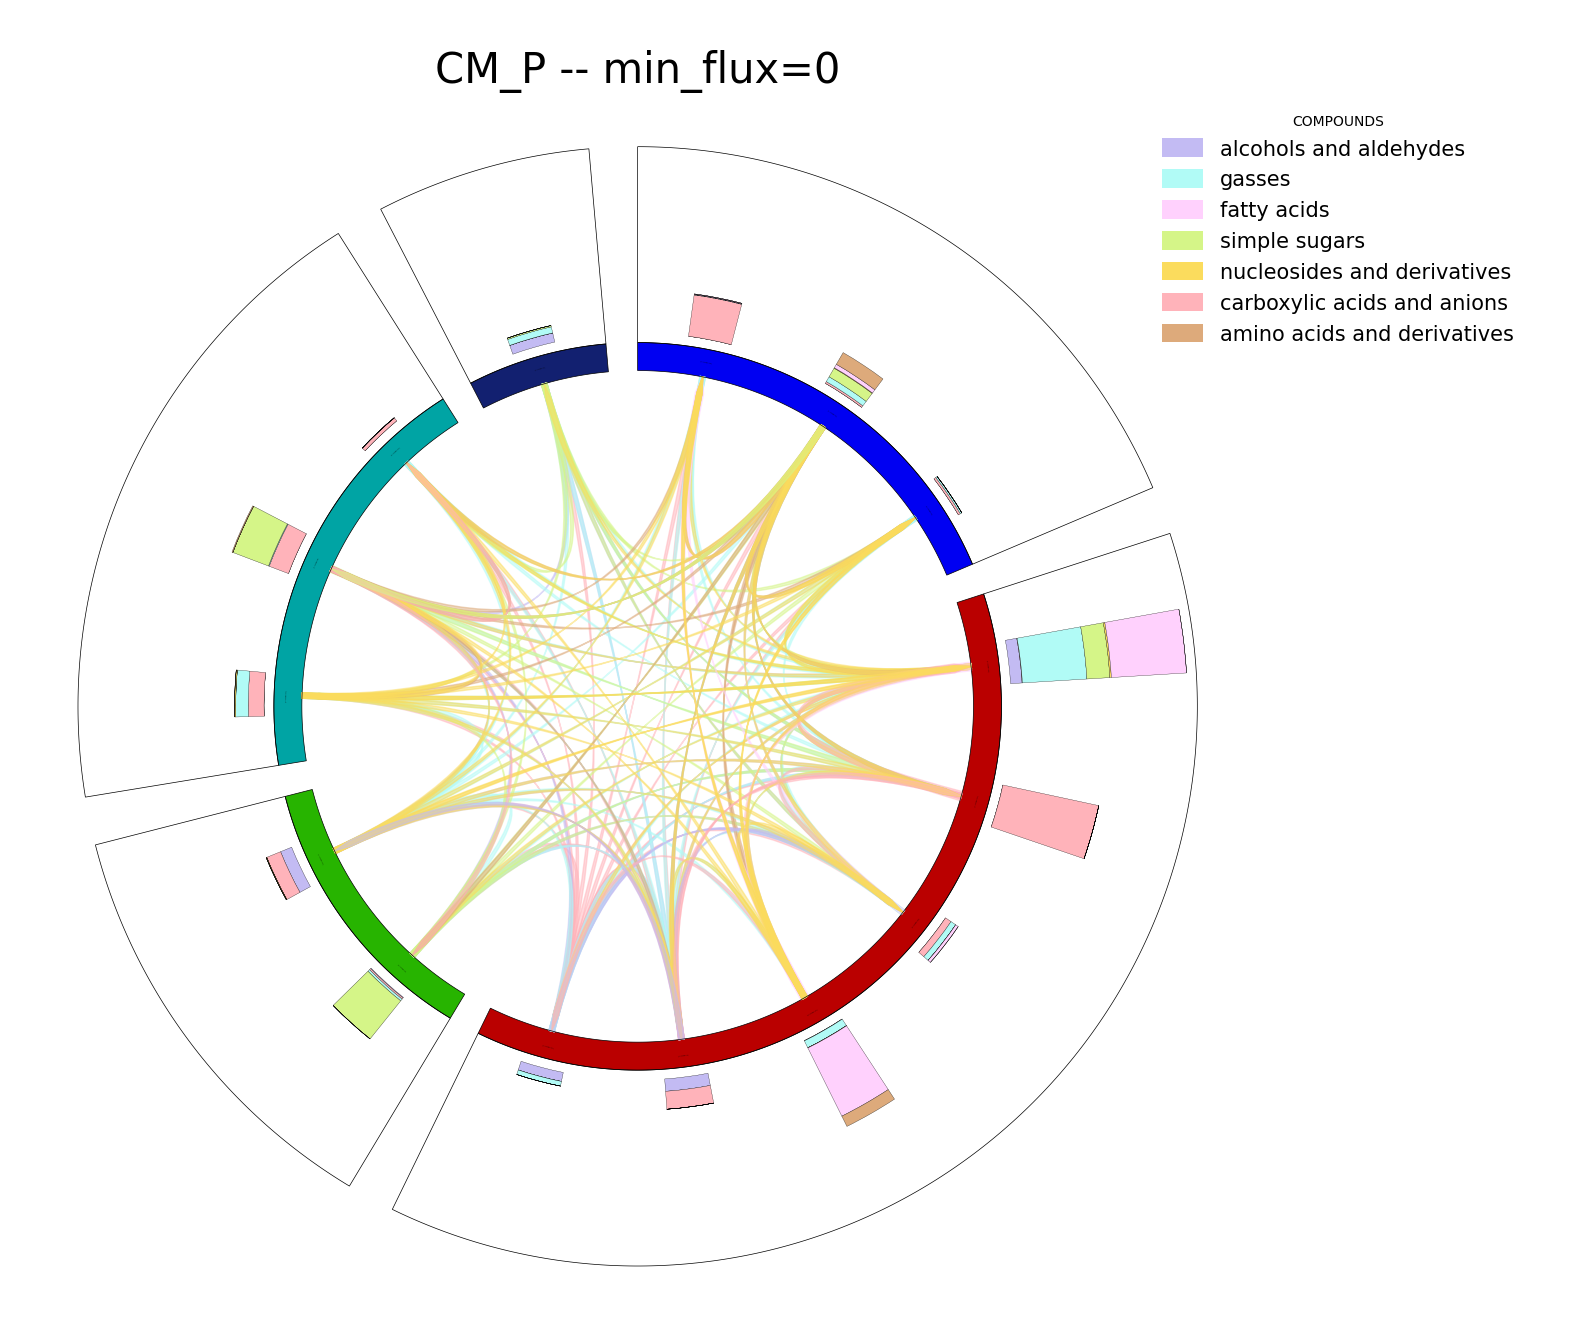 CM_P -- min_flux=0
COMPOUNDS
alcohols and aldehydes
gasses
fatty acids
simple sugars
nucleosides and derivatives
carboxylic acids and anions
amino acids and derivatives